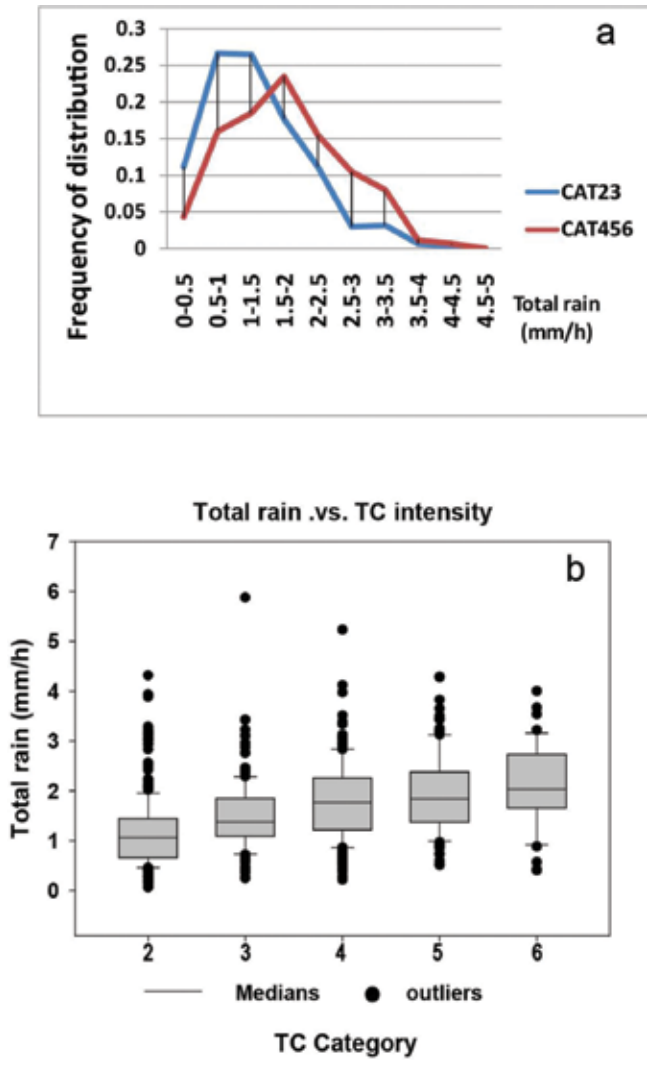 a
0.3
0.25
0.2
0.15
0.1
0.05
0
Frequency of distribution
CAT23
CAT456
0-0.5
0.5-1
1-1.5
1.5-2
2-2.5
2.5-3
3-3.5
3.5-4
4-4.5
4.5-5
Total rain
(mm/h)
Total rain .vs. TC intensity
b
7
6
5
4
3
2
1
0
Total rain (mm/h)
2 3 4 5 6
Medians outliers
TC Category